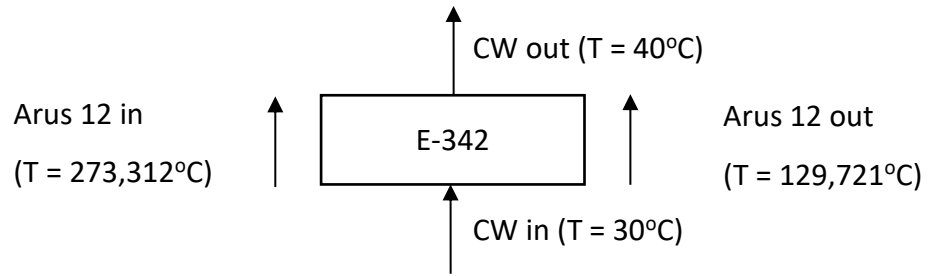 CW out (T = 40°C)
Arus 12 in
(T = 273,312°C)
E-342
Arus 12 out
(T = 129,721°C)
CW in (T = 30°C)